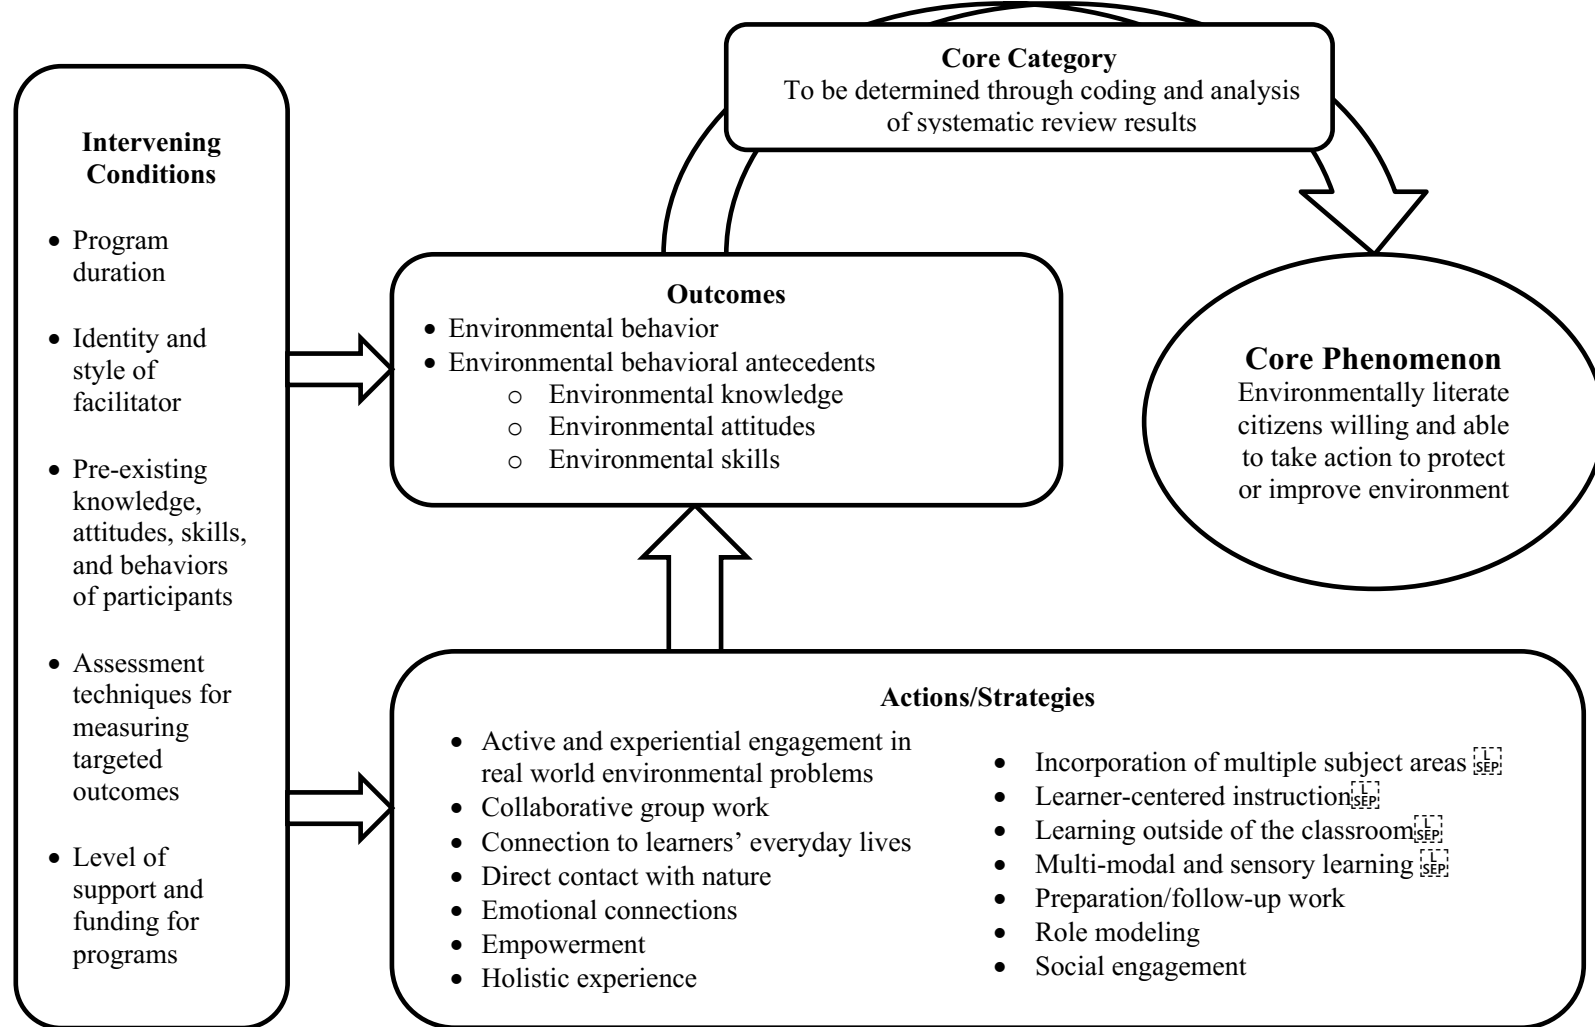 Core Category
To be determined through coding and analysis
of systematic review results
Intervening
Conditions
• Program
duration
• Identity and
style of
facilitator
• Pre-existing
knowledge,
attitudes, skills,
and behaviors
of participants
• Assessment
techniques for
measuring
targeted
outcomes
• Level of
support and
funding for
programs
Outcomes
• Environmental behavior
• Environmental behavioral antecedents
o Environmental knowledge
o Environmental attitudes
o Environmental skills
Core Phenomenon
Environmentally literate
citizens willing and able
to take action to protect
or improve environment
Actions/Strategies
• Active and experiential engagement in
real world environmental problems
• Collaborative group work
• Connection to learners’ everyday lives
• Direct contact with nature
• Emotional connections
• Empowerment
• Holistic experience
• Incorporation of multiple subject areas L SEP
• Learner-centered instruction L SEP
• Learning outside of the classroom L SEP
• Multi-modal and sensory learning L SEP
• Preparation/follow-up work
• Role modeling
• Social engagement